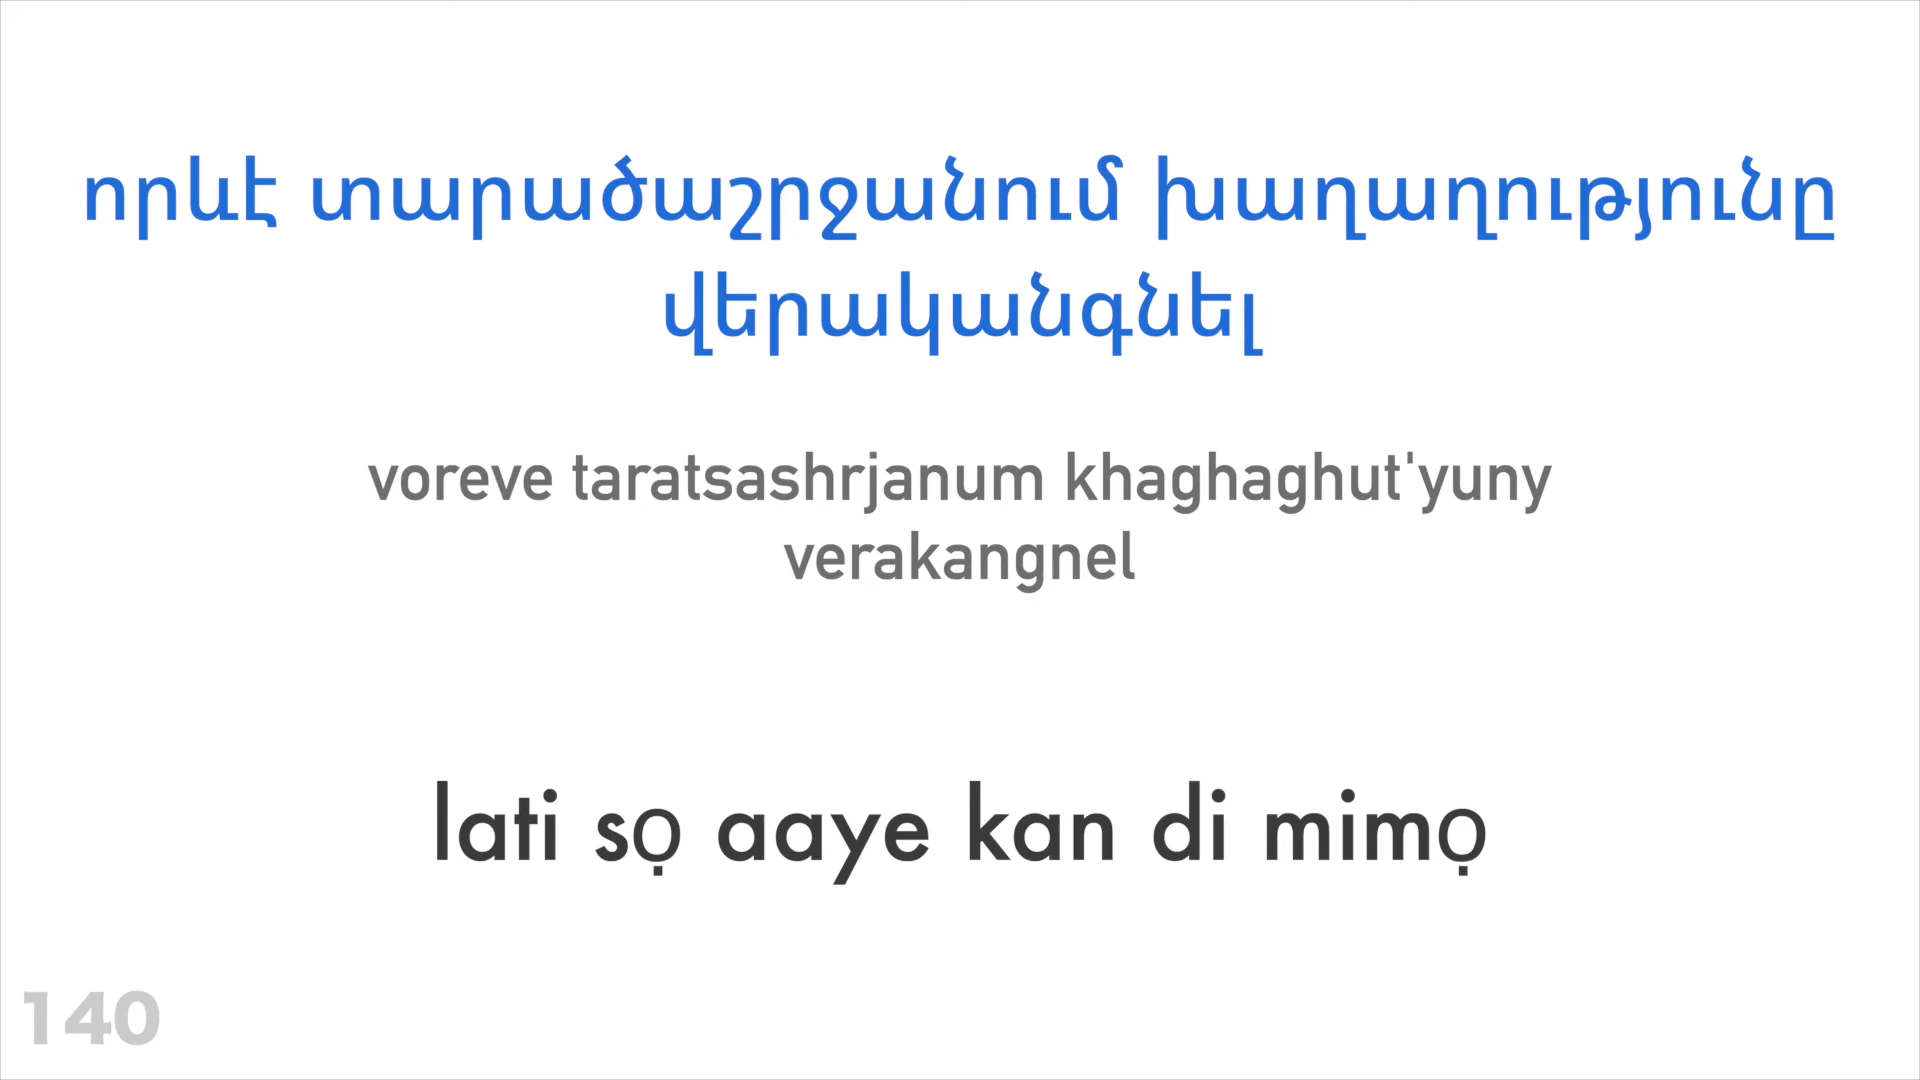 որևէ տարածաշրջանում խաղաղությունը
վերականգնել
voreve taratsashrjanum khaghaghut'yuny
verakangnel
lati sọ aaye kan di mimọ
140